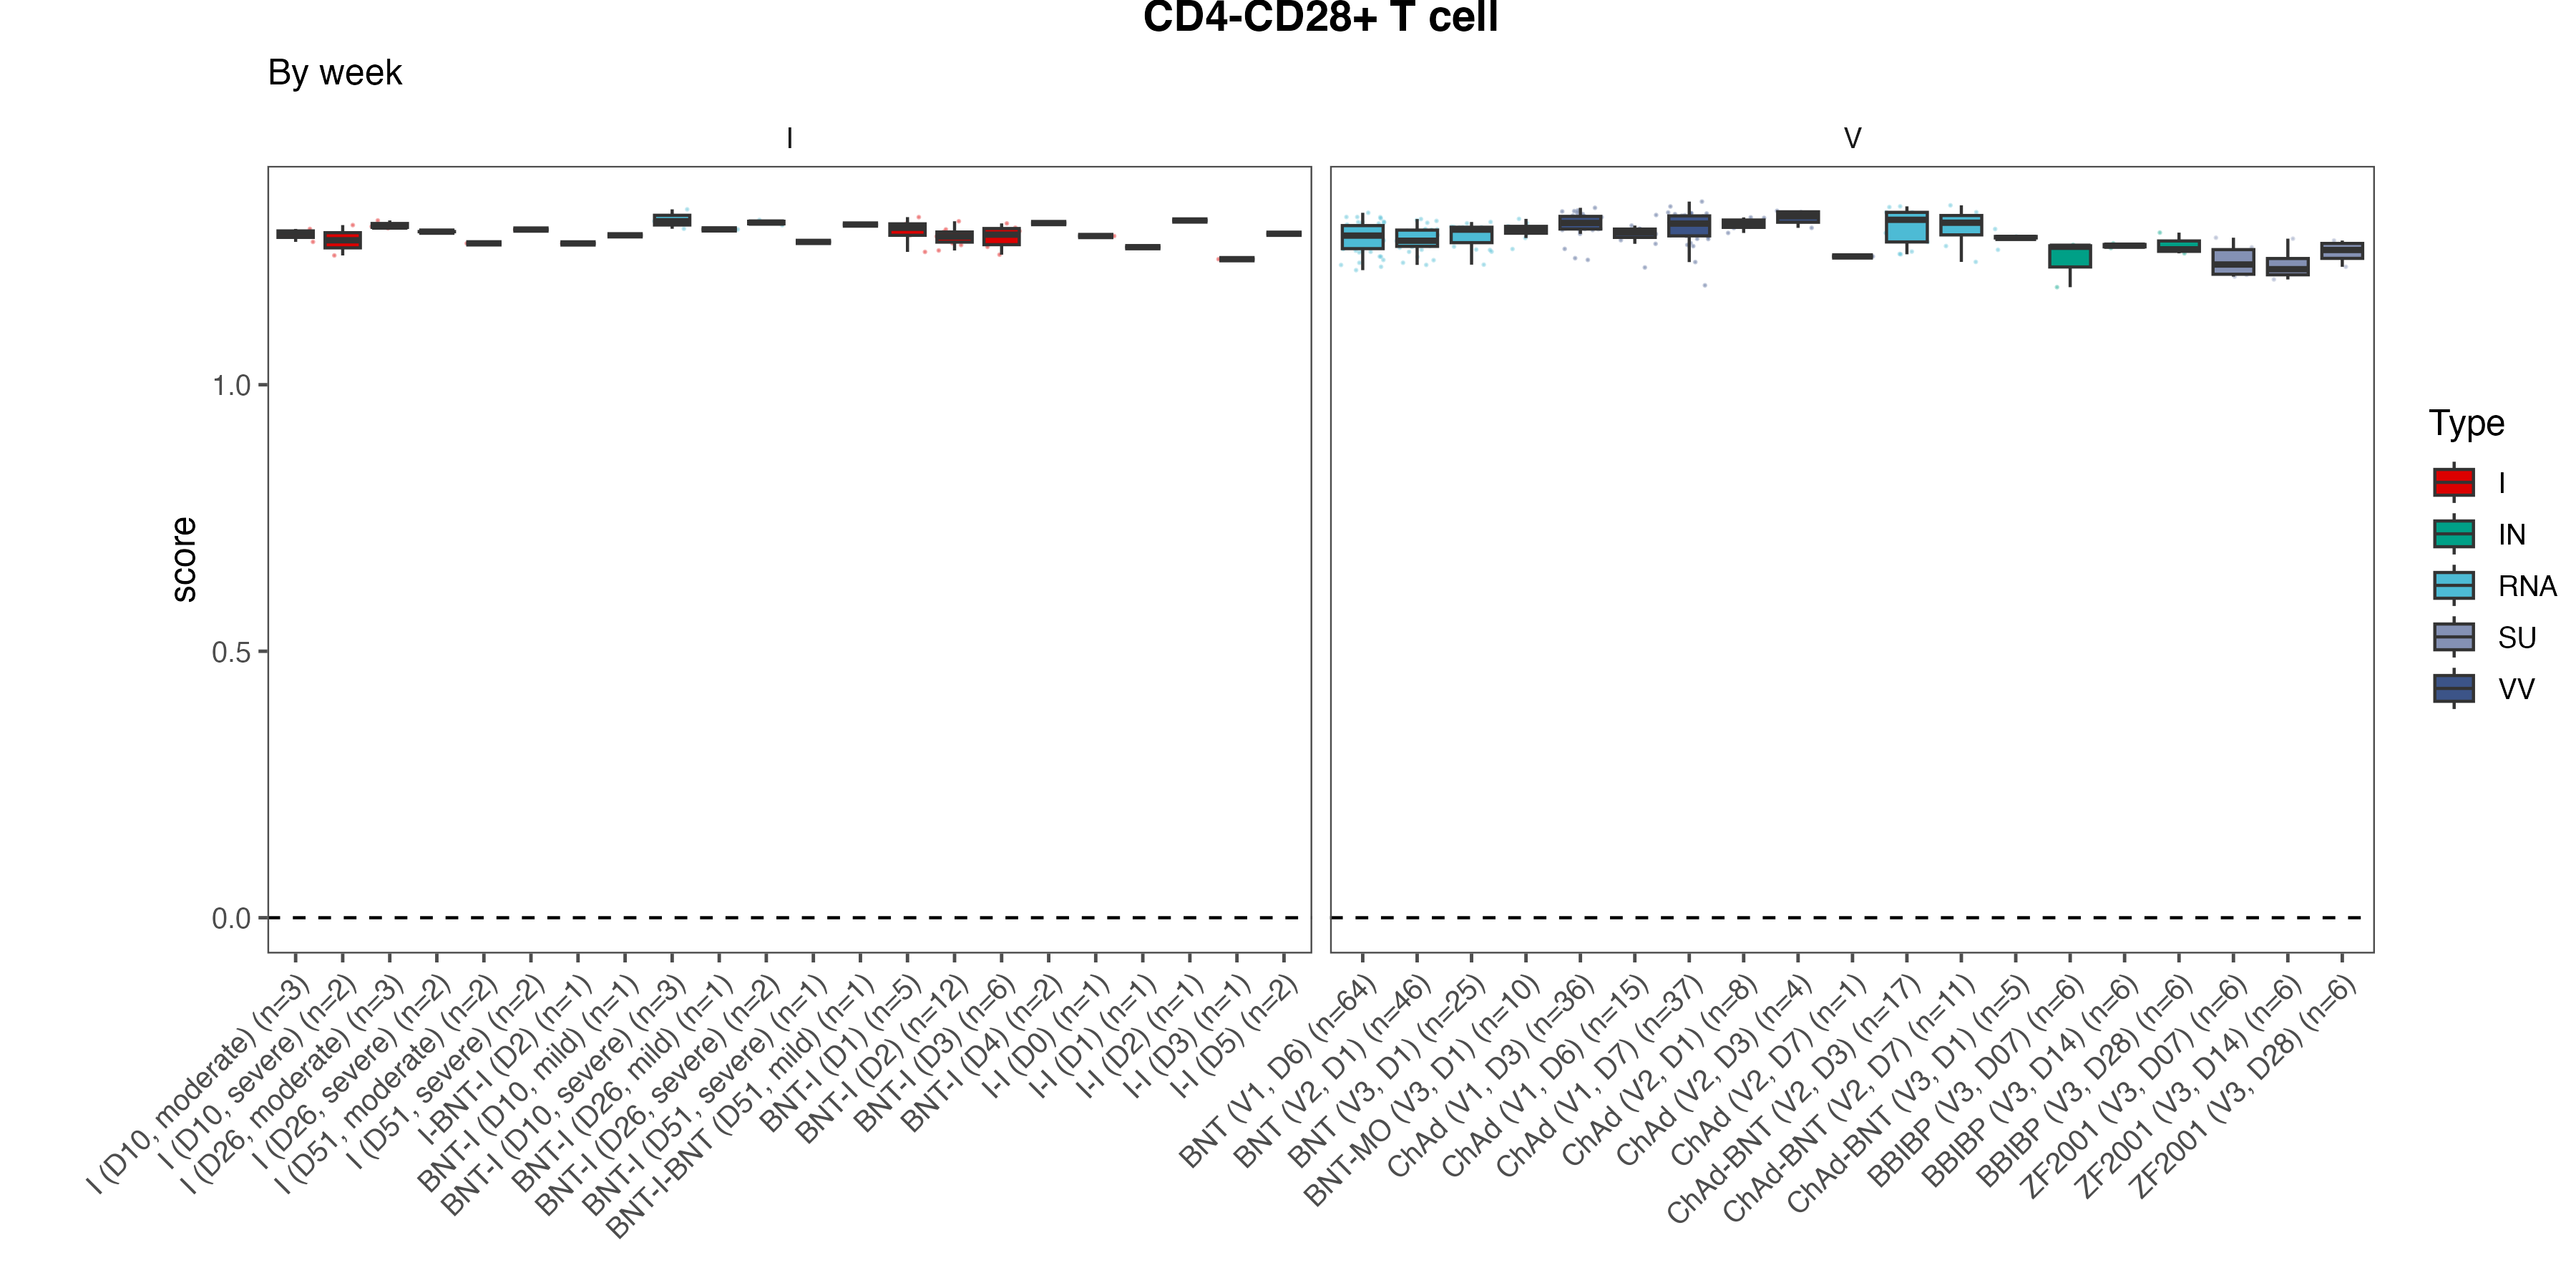 CD4-CD28+ T cell
By week
I
V
score
1.0
0.5
0.0
I (D10, moderate) (n=3)
I (D10, severe) (n=2)
I (D26, moderate) (n=3)
I (D26, severe) (n=2)
I (D51, moderate) (n=2)
I (D51, severe) (n=2)
I-BNT-I (D2) (n=1)
BNT-I (D10, mild) (n=1)
BNT-I (D10, severe) (n=3)
BNT-I (D26, mild) (n=1)
BNT-I (D26, severe) (n=2)
BNT-I (D51, severe) (n=1)
BNT-I-BNT (D51, mild) (n=1)
BNT-I (D1) (n=5)
BNT-I (D2) (n=12)
BNT-I (D3) (n=6)
BNT-I (D4) (n=2)
I-I (D0) (n=1)
I-I (D1) (n=1)
I-I (D2) (n=1)
I-I (D3) (n=1)
I-I (D5) (n=2)
BNT (V1, D6) (n=64)
BNT (V2, D1) (n=46)
BNT (V3, D1) (n=25)
BNT-MO (V3, D1) (n=10)
ChAd (V1, D3) (n=36)
ChAd (V1, D6) (n=15)
ChAd (V1, D7) (n=37)
ChAd (V2, D1) (n=8)
ChAd (V2, D3) (n=4)
ChAd (V2, D7) (n=1)
ChAd-BNT (V2, D3) (n=17)
ChAd-BNT (V2, D7) (n=11)
ChAd-BNT (V3, D1) (n=5)
BBIBP (V3, D07) (n=6)
BBIBP (V3, D14) (n=6)
BBIBP (V3, D28) (n=6)
ZF2001 (V3, D07) (n=6)
ZF2001 (V3, D14) (n=6)
ZF2001 (V3, D28) (n=6)
Type
I
IN
RNA
SU
VV